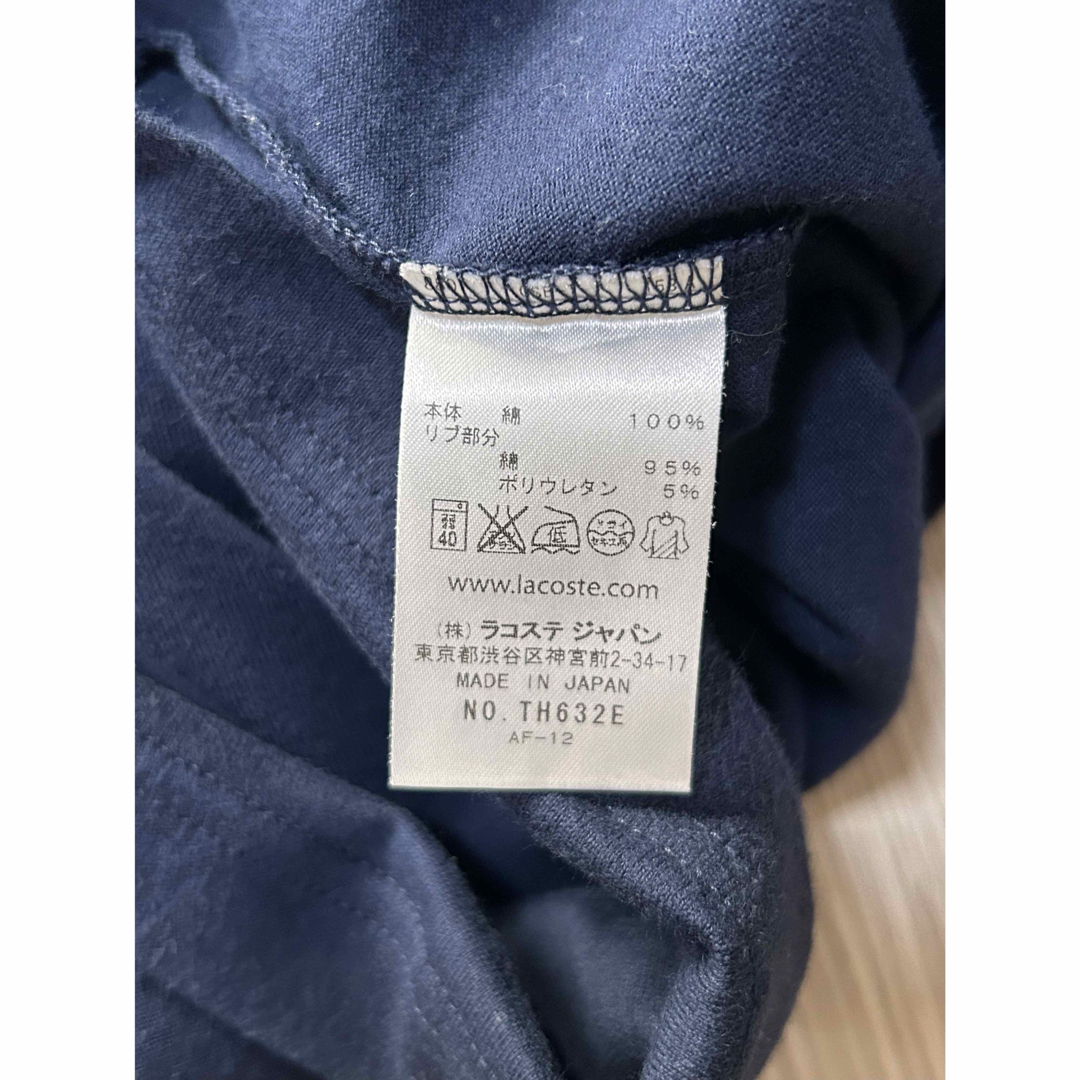 本体 綿 100%
リブ部分
綿 95%
ポリウレタン 5%
弱 40 低
www.lacoste.com
(株) ラコステ ジャパン
東京都渋谷区神宮前2-34-17
MADE IN JAPAN
NO. TH632E
AF-12